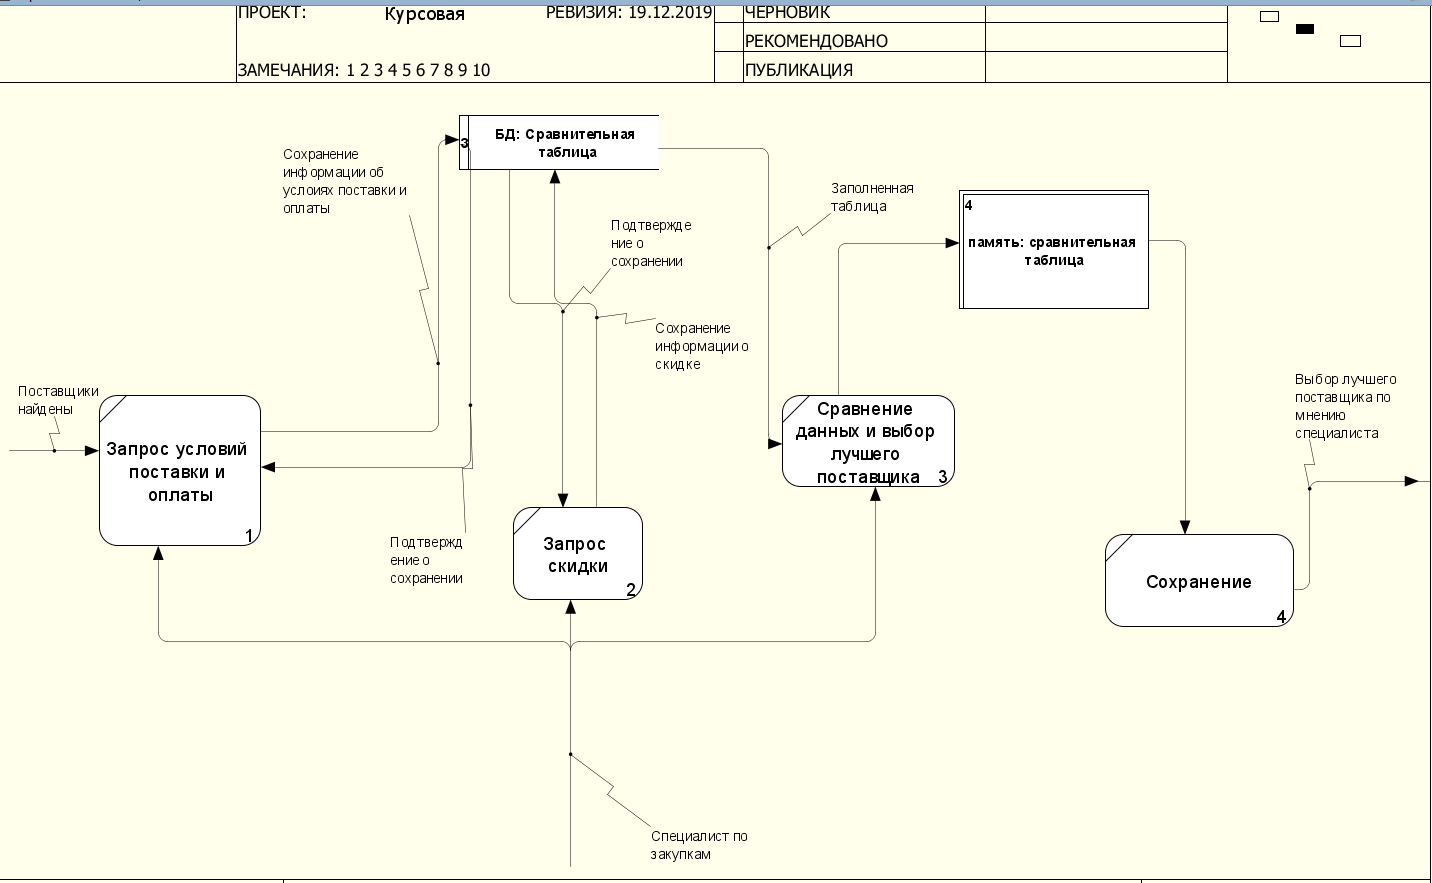 ПРОЕКТ: Курсовая РЕВИЗИЯ: 19.12.2019 ЧЕРНОВИК
РЕКОМЕНДОВАНО
ЗАМЕЧАНИЯ: 1 2 3 4 5 6 7 8 9 10 ПУБЛИКАЦИЯ
Сохранение
информации об
условиях поставки и
оплаты
3
БД: Сравнительная
таблица
Подтвержде
ние о
сохранении
Заполненная
таблица
4
память: сравнительная
таблица
Сохранение
информации о
скидке
Поставщики
найдены
Запрос условий
поставки и
оплаты
1
Сравнение
данных и выбор
лучшего
поставщика 3
Выбор лучшего
поставщика по
мнению
специалиста
Подтвержд
ение о
сохранении
Запрос
скидки
2
Сохранение
4
Специалист по
закупкам